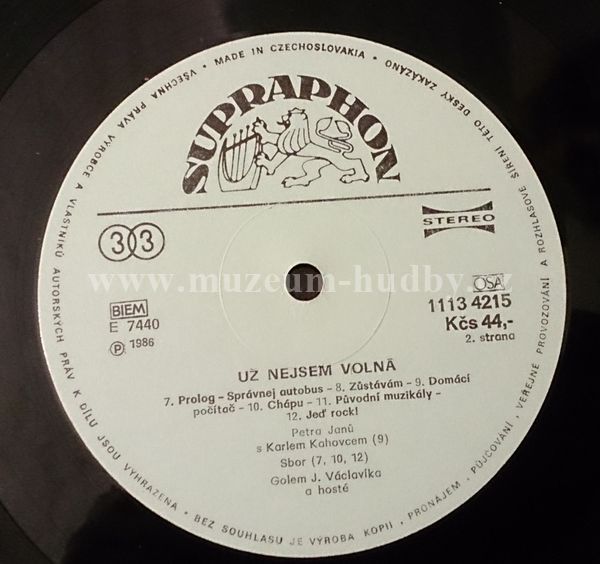 VŠECHNA PRÁVA VÝROBCE A VLASTNÍKŮ AUTORSKÝCH PRÁV K DÍLU JSOU VYHRAZENA • BEZ SOUHLASU JE VÝROBA KOPIÍ, PRONÁJEM, PŮJČOVÁNÍ, VEŘEJNÉ PROVOZOVÁNÍ A ROZHLASOVÉ ŠÍŘENÍ TÉTO DESKY ZAKÁZÁNY • MADE IN CZECHOSLOVAKIA •
SUPRAPHON
33
STEREO
www.muzeum-hudby.cz
BIEM
E 7440
Ⓟ 1986
OSA
1113 4215
Kčs 44,-
2. strana
UŽ NEJSEM VOLNÁ
7. Prolog – Správnej autobus – 8. Zůstávám – 9. Domácí
počítač – 10. Chápu – 11. Původní muzikály –
12. Jeď rock!
Petra Janů
s Karlem Kahovcem (9)
Sbor (7, 10, 12)
Golem J. Václavíka
a hosté